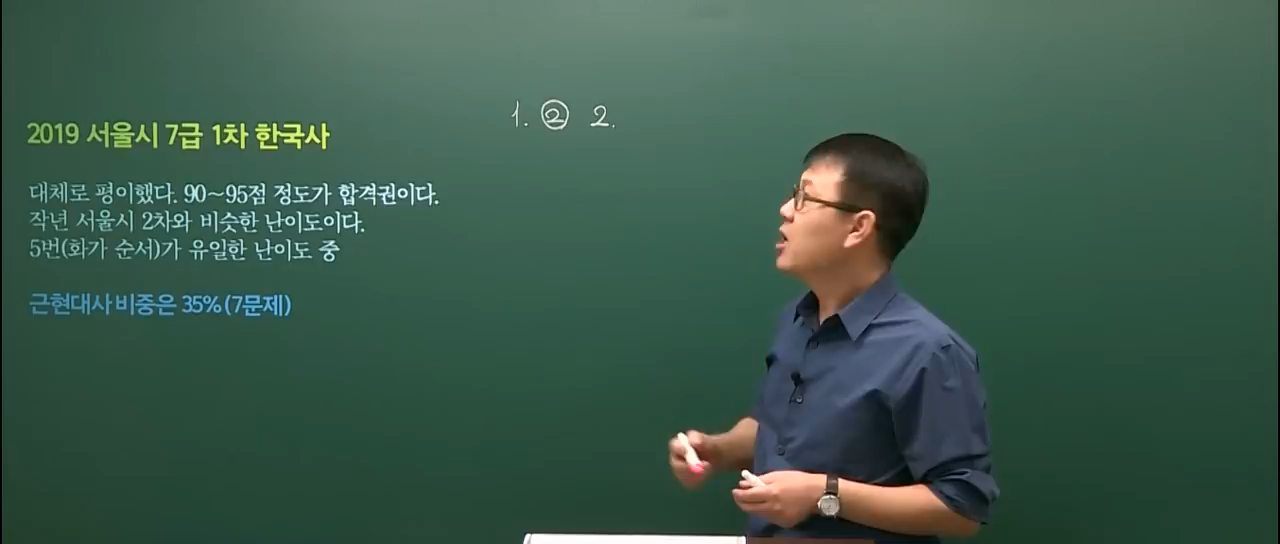 2019 서울시 7급 1차 한국사
대체로 평이했다. 90~95점 정도가 합격권이다.
작년 서울시 2차와 비슷한 난이도이다.
5번(화가 순서)가 유일한 난이도 중
근현대사 비중은 35% (7문제)
1. ② 2.